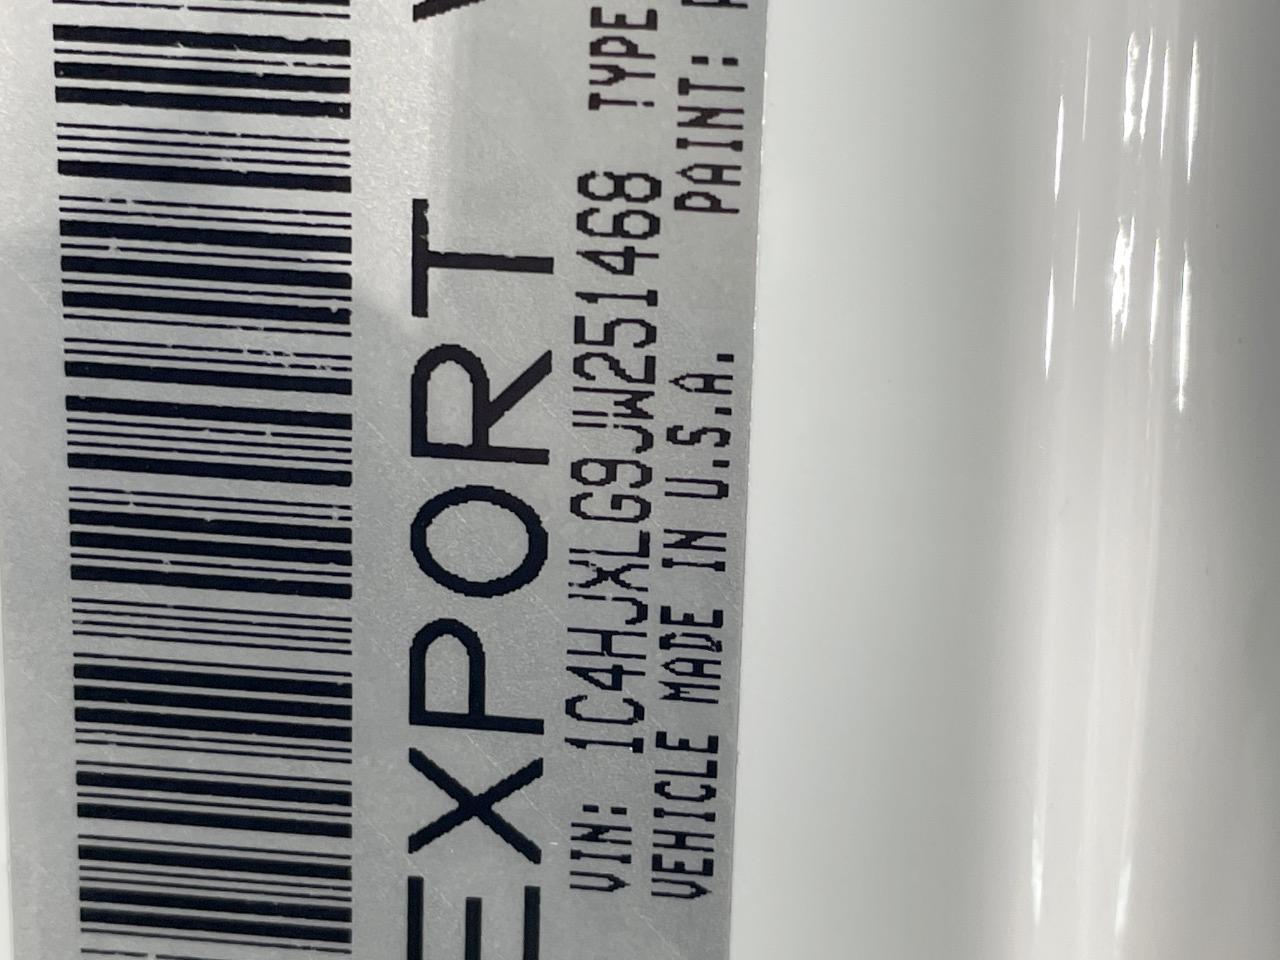 EXPORT
VIN: 1C4HJXLG9JW251468 TYPE
VEHICLE MADE IN U.S.A. PAINT: